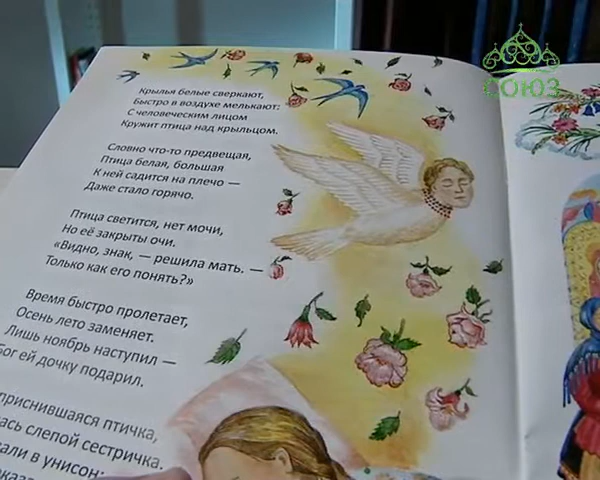 СОЮЗ
Крылья белые сверкают,
Быстро в воздухе мелькают:
С человеческим лицом
Кружит птица над крыльцом.
Словно что-то предвещая,
Птица белая, большая
К ней садится на плечо —
Даже стало горячо.
Птица светится, нет мочи,
Но её закрыты очи.
«Видно, знак, — решила мать. —
Только как его понять?»
Время быстро пролетает,
Осень лето заменяет.
Лишь ноябрь наступил —
Бог ей дочку подарил.
приснившаяся птичка,
слепой сестричка.
в унисон: